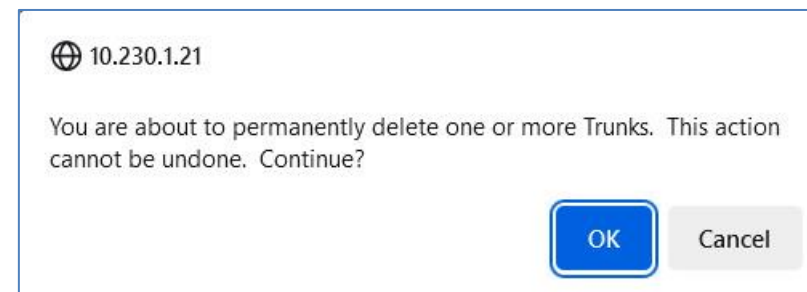 10.230.1.21
You are about to permanently delete one or more Trunks.  This action
cannot be undone.  Continue?
OK
Cancel